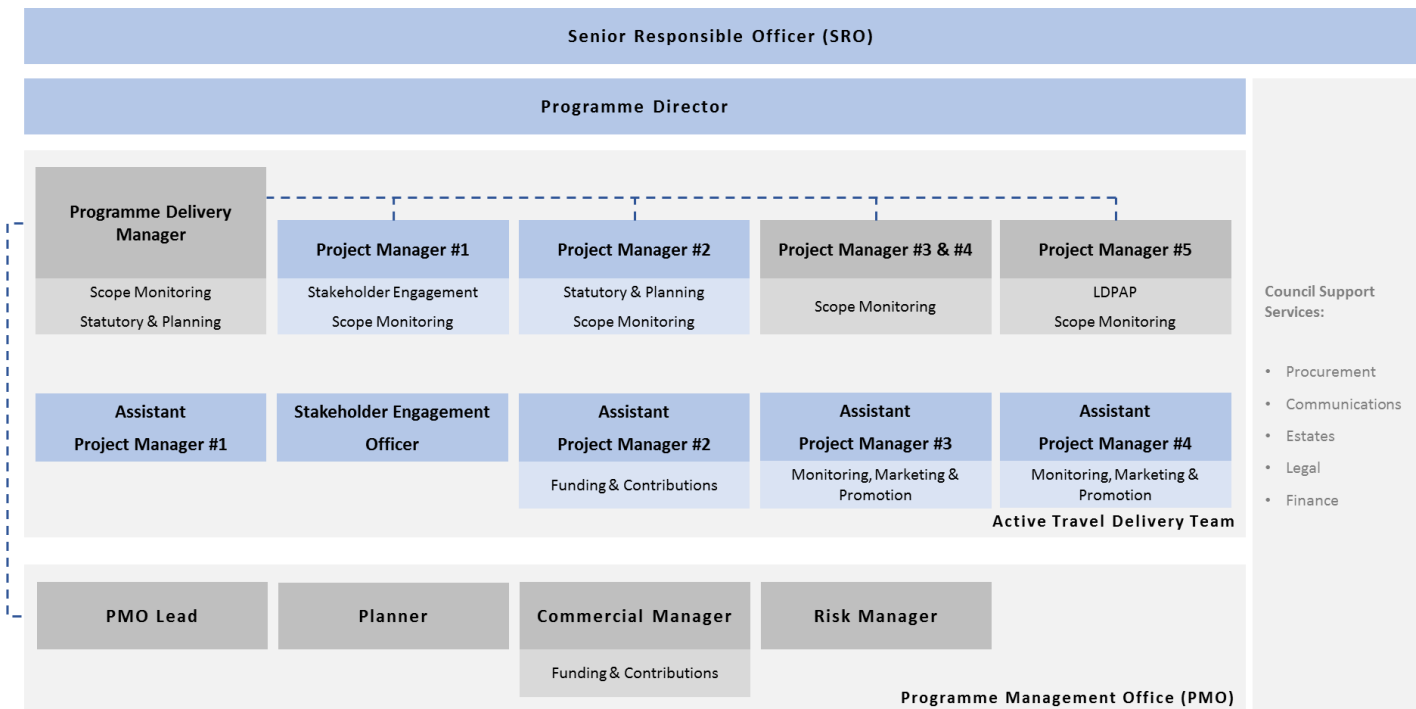 Senior Responsible Officer (SRO)
Programme Director
Programme Delivery
Manager
Scope Monitoring
Statutory & Planning
Project Manager #1
Stakeholder Engagement
Scope Monitoring
Project Manager #2
Statutory & Planning
Scope Monitoring
Project Manager #3 & #4
Scope Monitoring
Project Manager #5
LDPAP
Scope Monitoring
Assistant
Project Manager #1
Stakeholder Engagement
Officer
Assistant
Project Manager #2
Funding & Contributions
Assistant
Project Manager #3
Monitoring, Marketing &
Promotion
Assistant
Project Manager #4
Monitoring, Marketing &
Promotion
Active Travel Delivery Team
PMO Lead
Planner
Commercial Manager
Funding & Contributions
Risk Manager
Programme Management Office (PMO)
Council Support
Services:
• Procurement
• Communications
• Estates
• Legal
• Finance